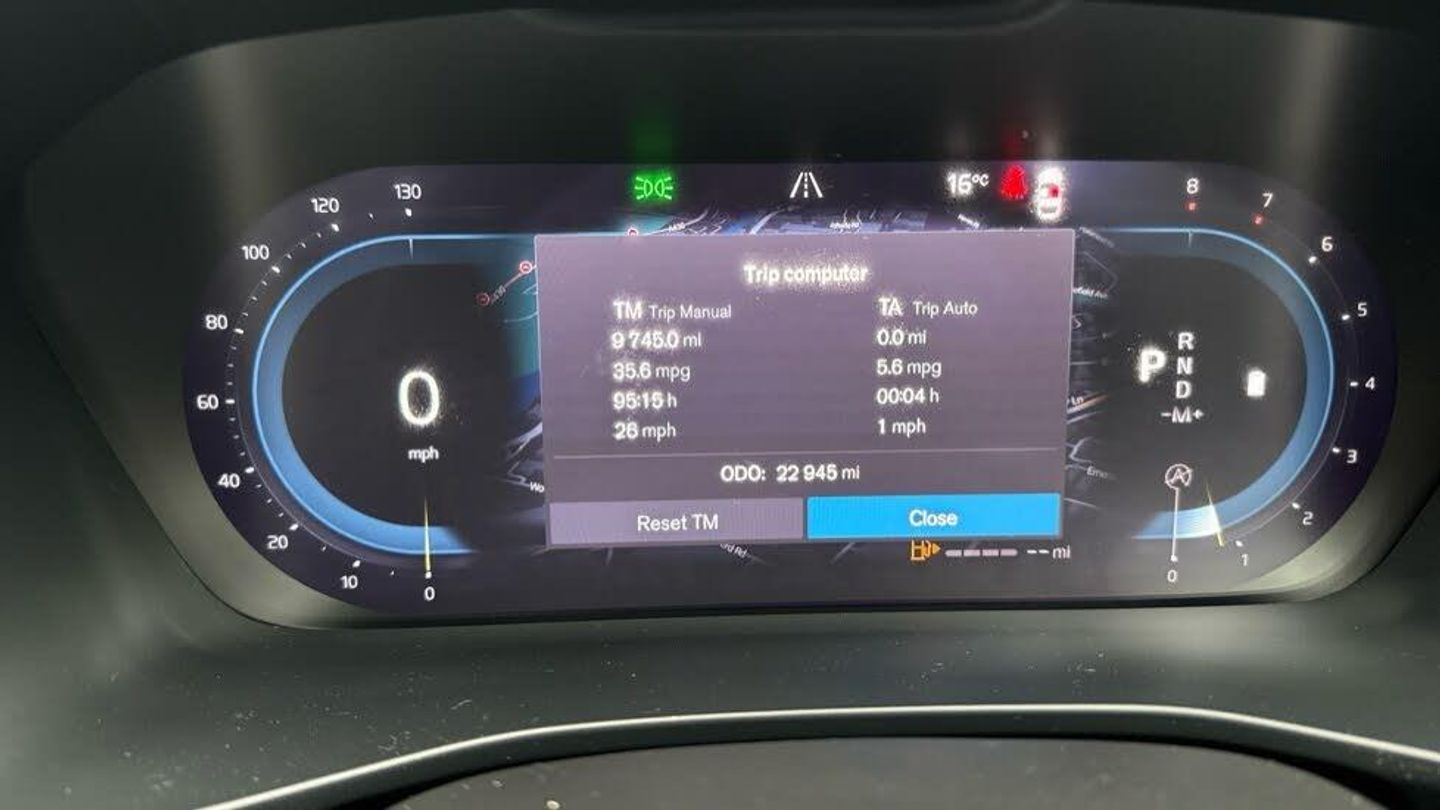 130
120
100
80
60
40
20
10
0
0
mph
16°C
Trip computer
TM Trip Manual
9 745.0 mi
35.6 mpg
95:15 h
26 mph
TA Trip Auto
0.0 mi
5.6 mpg
00:04 h
1 mph
ODO: 22 945 mi
Reset TM
Close
-- mi
8
7
6
5
4
3
2
1
0
P
R
N
D
-M+
A